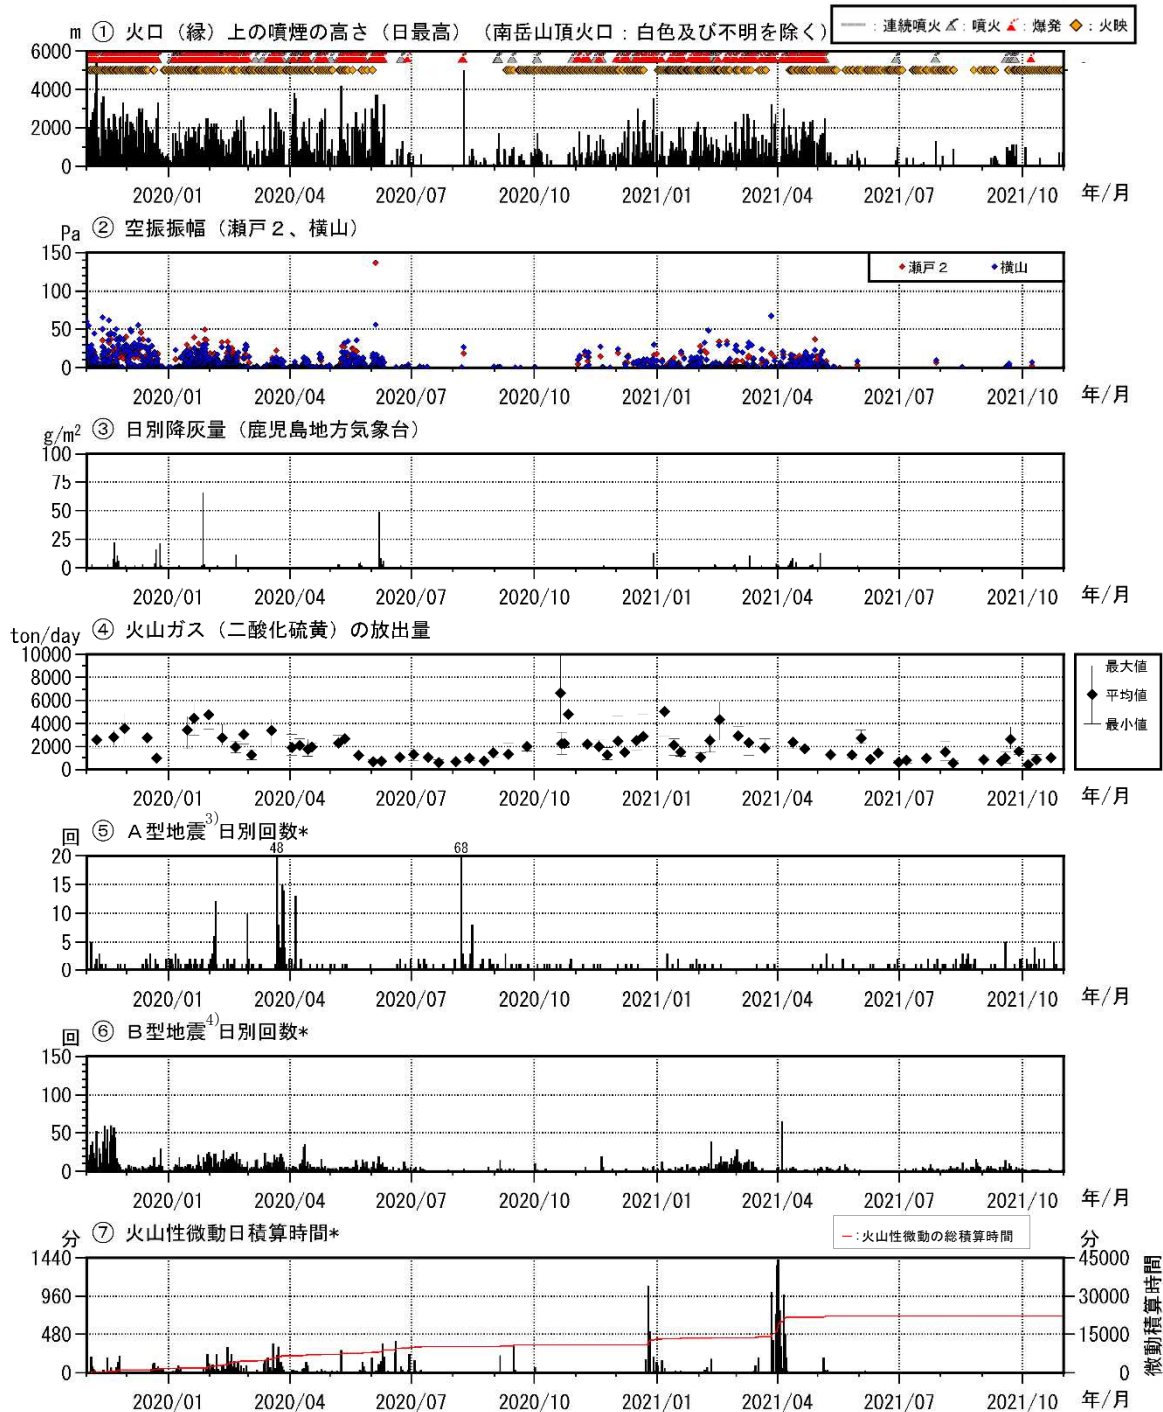 m ① 火口（縁）上の噴煙の高さ（日最高）（南岳山頂火口：白色及び不明を除く）
：連続噴火 ：噴火 ：爆発 ：火映
6000
4000
2000
0
2020/01 2020/04 2020/07 2020/10 2021/01 2021/04 2021/07 2021/10 年/月
Pa ② 空振振幅（瀬戸２、横山）
瀬戸２ 横山
150
100
50
0
2020/01 2020/04 2020/07 2020/10 2021/01 2021/04 2021/07 2021/10 年/月
g/m² ③ 日別降灰量（鹿児島地方気象台）
100
75
50
25
0
2020/01 2020/04 2020/07 2020/10 2021/01 2021/04 2021/07 2021/10 年/月
ton/day ④ 火山ガス（二酸化硫黄）の放出量
10000
8000
6000
4000
2000
0
最大値
平均値
最小値
2020/01 2020/04 2020/07 2020/10 2021/01 2021/04 2021/07 2021/10 年/月
回 ⑤ Ａ型地震3)日別回数*
48 68
20
15
10
5
0
2020/01 2020/04 2020/07 2020/10 2021/01 2021/04 2021/07 2021/10 年/月
回 ⑥ Ｂ型地震4)日別回数*
150
100
50
0
2020/01 2020/04 2020/07 2020/10 2021/01 2021/04 2021/07 2021/10 年/月
分 ⑦ 火山性微動日積算時間*
―:火山性微動の総積算時間
分
1440 45000
960 30000
480 15000
0 0
微動積算時間
2020/01 2020/04 2020/07 2020/10 2021/01 2021/04 2021/07 2021/10 年/月